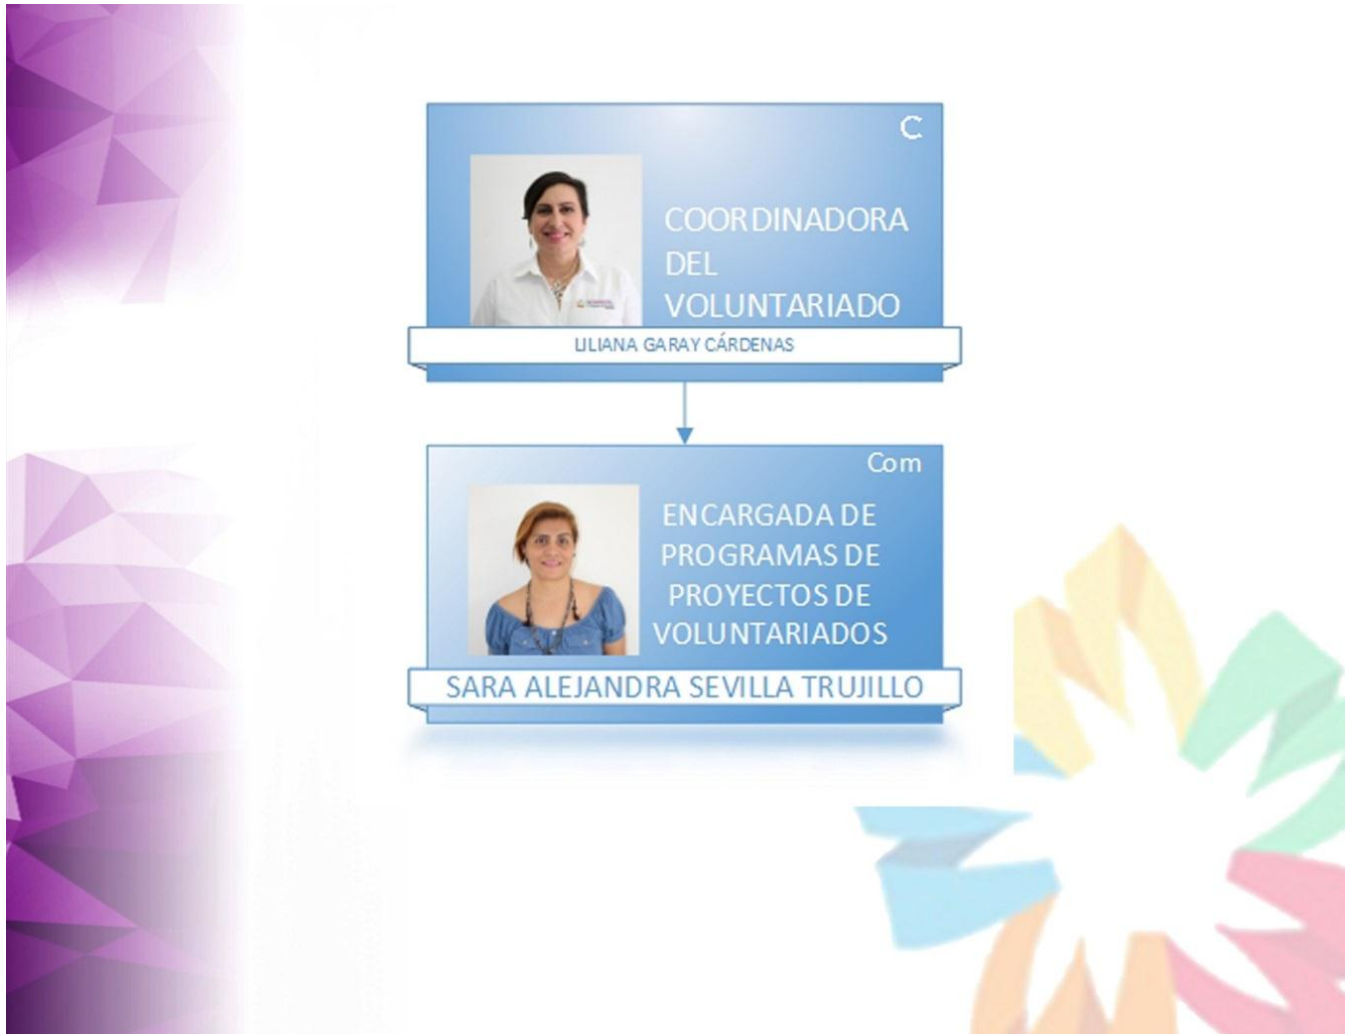 C
COORDINADORA
DEL
VOLUNTARIADO
LILIANA GARAY CÁRDENAS
Com
ENCARGADA DE
PROGRAMAS DE
PROYECTOS DE
VOLUNTARIADOS
SARA ALEJANDRA SEVILLA TRUJILLO